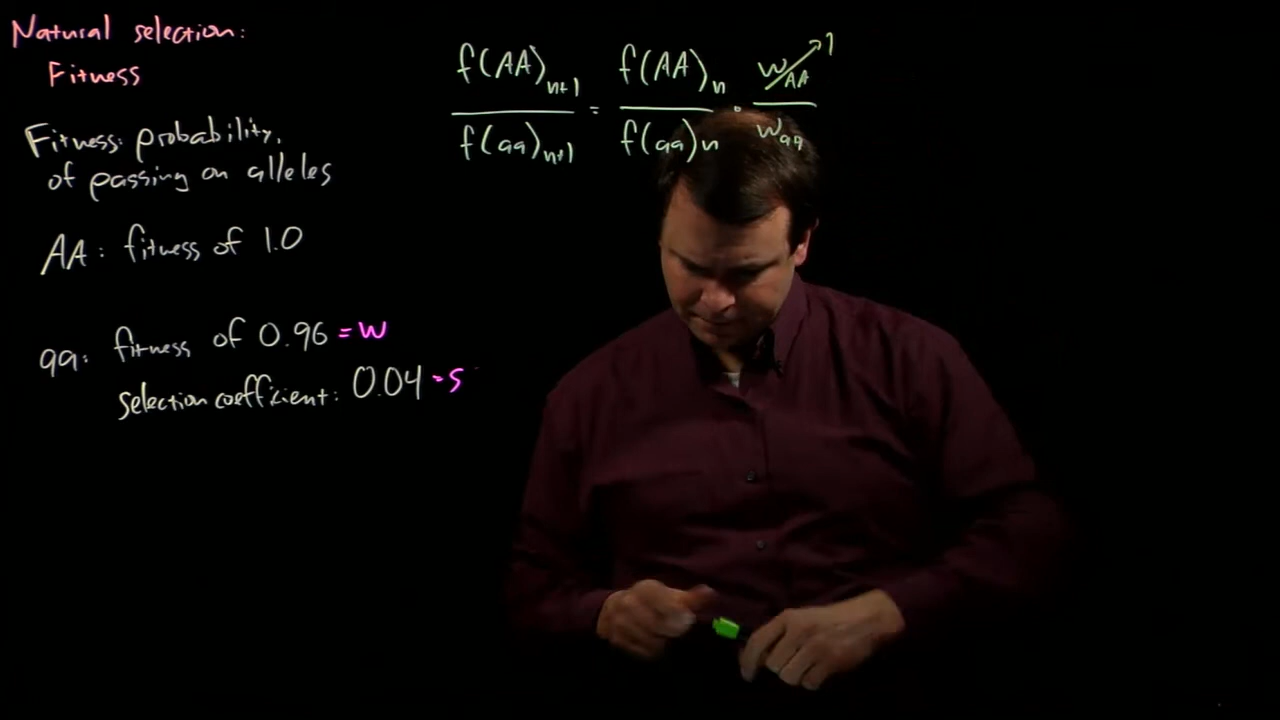 Natural selection:
Fitness
Fitness: probability
of passing on alleles
AA: fitness of 1.0
aa: fitness of 0.96 = w
selection coefficient: 0.04 = s
f(AA)n+1 / f(aa)n+1 = f(AA)n / f(aa)n · wAA → 1 / waa